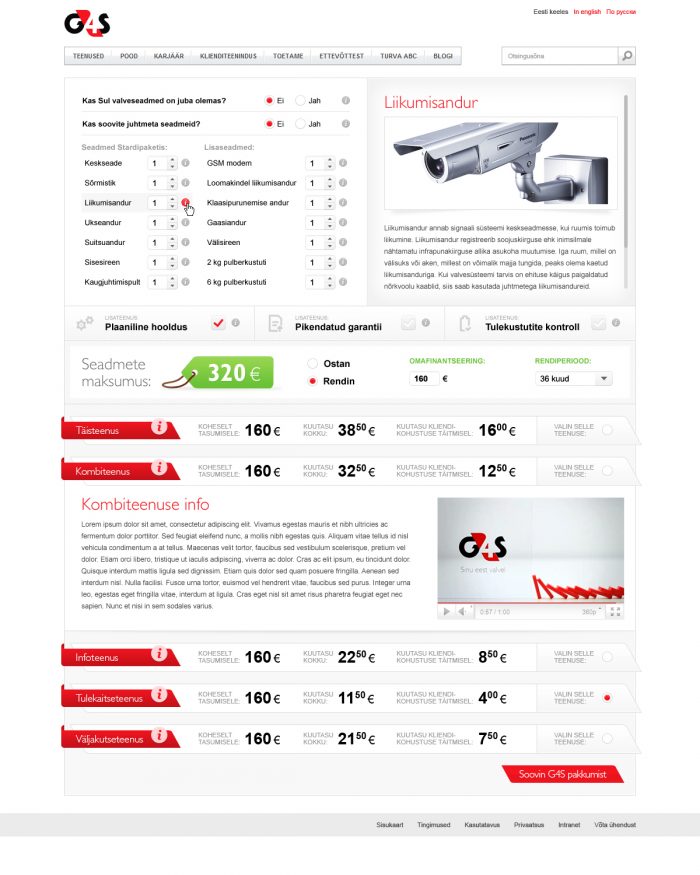 G4S
Eesti keeles In english По русски
TEENUSED POOD KARJÄÄR KLIENDITEENINDUS TOETAME ETTEVÕTTEST TURVA ABC BLOGI
Otsingusõna
Kas Sul valveseadmed on juba olemas? Ei Jah
Kas soovite juhtmeta seadmeid? Ei Jah
Seadmed Stardipaketis: Lisaseadmed:
Keskseade 1 GSM modem 1
Sõrmistik 1 Loomakindel liikumisandur 1
Liikumisandur 1 Klaasipurunemise andur 1
Ukseandur 1 Gaasiandur 1
Suitsuandur 1 Välisireen 1
Sisesireen 1 2 kg pulberkustuti 1
Kaugjuhtimispult 1 6 kg pulberkustuti 1
Liikumisandur
Panasonic
Liikumisandur annab signaali süsteemi keskseadmesse, kui ruumis toimub
liikumine. Liikumisandur registreerib soojuskiirguse ehk inimsilmale
nähtamatu infrapunakiirguse allika asukoha muutumise. Iga ruum, millel on
välisuks või aken, millest on võimalik majja tungida, peaks olema kaetud
liikumisanduriga. Kui valvesüsteemi tarvis on ehituse käigus paigaldatud
nõrkvoolu kaablid, siis saab kasutada juhtmetega liikumisandureid.
LISATEENUS: LISATEENUS: LISATEENUS:
Plaaniline hooldus Pikendatud garantii Tulekustutite kontroll
Seadmete
maksumus:
320 €
Ostan
Rendin
OMAFINANTSEERING:
160 €
RENDIPERIOOD:
36 kuud
Täisteenus KOHESELT TASUMISELE: 160 € KUUTASU KOKKU: 38 50 € KUUTASU KLIENDI- KOHUSTUSE TÄITMISEL: 16 00 € VALIN SELLE TEENUSE:
Kombiteenus KOHESELT TASUMISELE: 160 € KUUTASU KOKKU: 32 50 € KUUTASU KLIENDI- KOHUSTUSE TÄITMISEL: 12 50 € VALIN SELLE TEENUSE:
Kombiteenuse info
Lorem ipsum dolor sit amet, consectetur adipiscing elit. Vivamus egestas mauris et nibh ultricies ac
fermentum dolor porttitor. Sed feugiat eleifend nunc, a mollis nibh egestas quis. Aliquam vitae tellus id nisl
vehicula condimentum a at tellus. Maecenas velit tortor, faucibus sed vestibulum scelerisque, pretium vel
dolor. Etiam orci libero, tristique ut iaculis adipiscing, viverra ac dolor. Cras ac elit ipsum, eu tincidunt dolor.
Quisque interdum mattis ligula sed dignissim. Etiam quis dolor sed quam posuere fringilla. Aenean sed
interdum nisl. Nulla facilisi. Fusce urna tortor, euismod vel hendrerit vitae, faucibus sed purus. Integer urna
leo, egestas eget fringilla vitae, interdum at ligula. Cras eget nisl sit amet risus pharetra feugiat eget nec
sapien. Nunc et nisi in sem sodales varius.
G4S
Sinu eest valvel
0:67 / 1:00 360p
Infoteenus KOHESELT TASUMISELE: 160 € KUUTASU KOKKU: 22 50 € KUUTASU KLIENDI- KOHUSTUSE TÄITMISEL: 8 50 € VALIN SELLE TEENUSE:
Tulekaitseteenus KOHESELT TASUMISELE: 160 € KUUTASU KOKKU: 11 50 € KUUTASU KLIENDI- KOHUSTUSE TÄITMISEL: 4 00 € VALIN SELLE TEENUSE:
Väljakutseteenus KOHESELT TASUMISELE: 160 € KUUTASU KOKKU: 21 50 € KUUTASU KLIENDI- KOHUSTUSE TÄITMISEL: 7 50 € VALIN SELLE TEENUSE:
Soovin G4S pakkumist
Sisukaart Tingimused Kasutatavus Privaatsus Intranet Võta ühendust